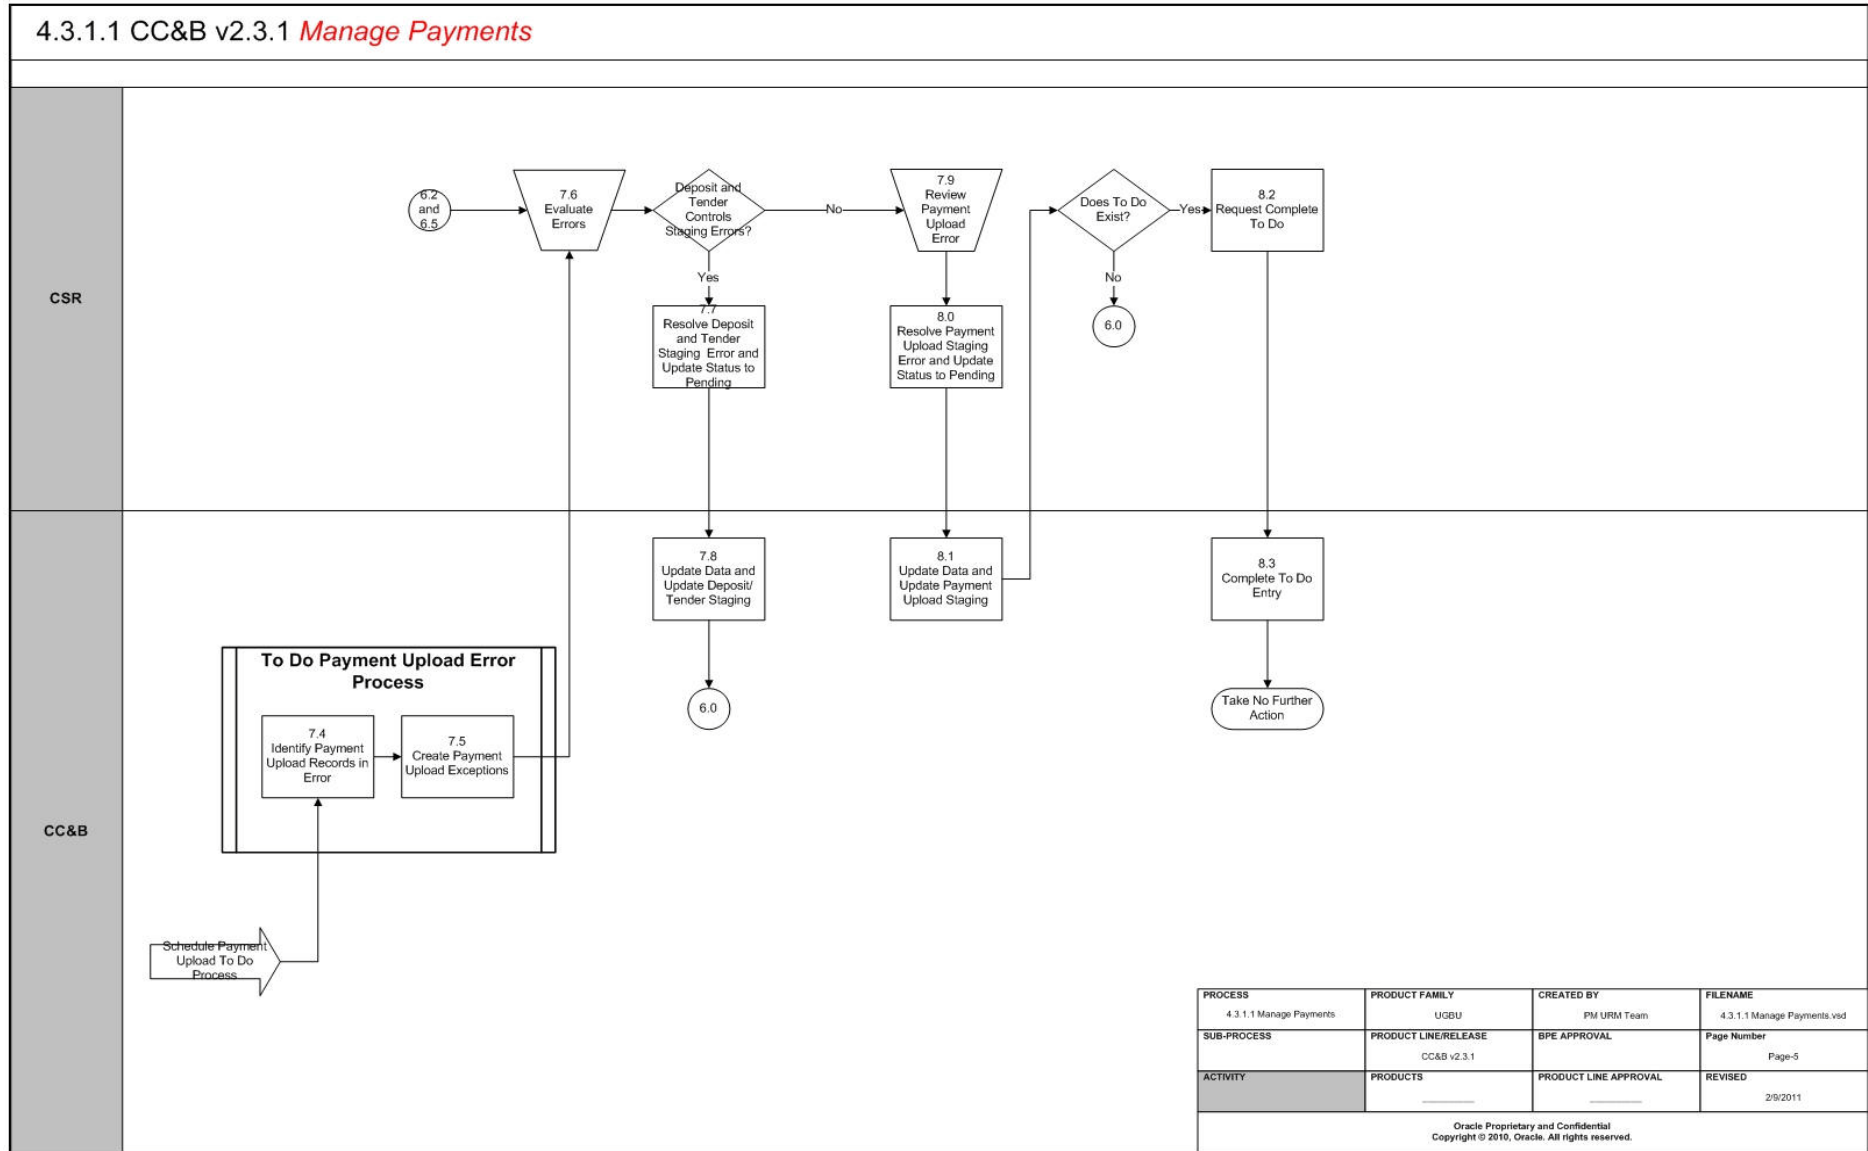 4.3.1.1 CC&B v2.3.1 Manage Payments
CSR
6.2
and
6.5
7.6
Evaluate
Errors
Deposit and
Tender
Controls
Staging Errors?
No
7.9
Review
Payment
Upload
Error
Does To Do
Exist?
Yes
8.2
Request Complete
To Do
Yes
No
7.7
Resolve Deposit
and Tender
Staging Error and
Update Status to
Pending
8.0
Resolve Payment
Upload Staging
Error and Update
Status to Pending
6.0
CC&B
7.8
Update Data and
Update Deposit/
Tender Staging
8.1
Update Data and
Update Payment
Upload Staging
8.3
Complete To Do
Entry
To Do Payment Upload Error
Process
7.4
Identify Payment
Upload Records in
Error
7.5
Create Payment
Upload Exceptions
6.0
Take No Further
Action
Schedule Payment
Upload To Do
Process
PROCESS
4.3.1.1 Manage Payments
PRODUCT FAMILY
UGBU
CREATED BY
PM URM Team
FILENAME
4.3.1.1 Manage Payments.vsd
SUB-PROCESS
PRODUCT LINE/RELEASE
CC&B v2.3.1
BPE APPROVAL
Page Number
Page-5
ACTIVITY
PRODUCTS
PRODUCT LINE APPROVAL
REVISED
2/9/2011
Oracle Proprietary and Confidential
Copyright © 2010, Oracle. All rights reserved.